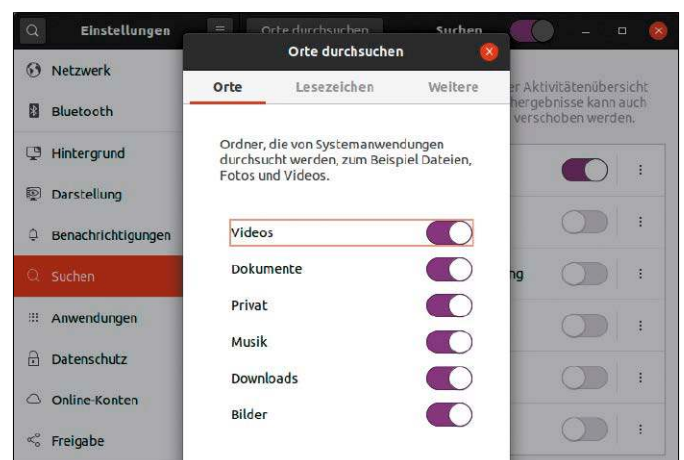 Einstellungen
Orte durchsuchen
Suchen
Orte durchsuchen
Orte
Lesezeichen
Weitere
Ordner, die von Systemanwendungen
durchsucht werden, zum Beispiel Dateien,
Fotos und Videos.
Videos
Dokumente
Privat
Musik
Downloads
Bilder
Netzwerk
Bluetooth
Hintergrund
Darstellung
Benachrichtigungen
Suchen
Anwendungen
Datenschutz
Online-Konten
Freigabe
er Aktivitätenübersicht
hergebnisse kann auch
verschoben werden.
ng